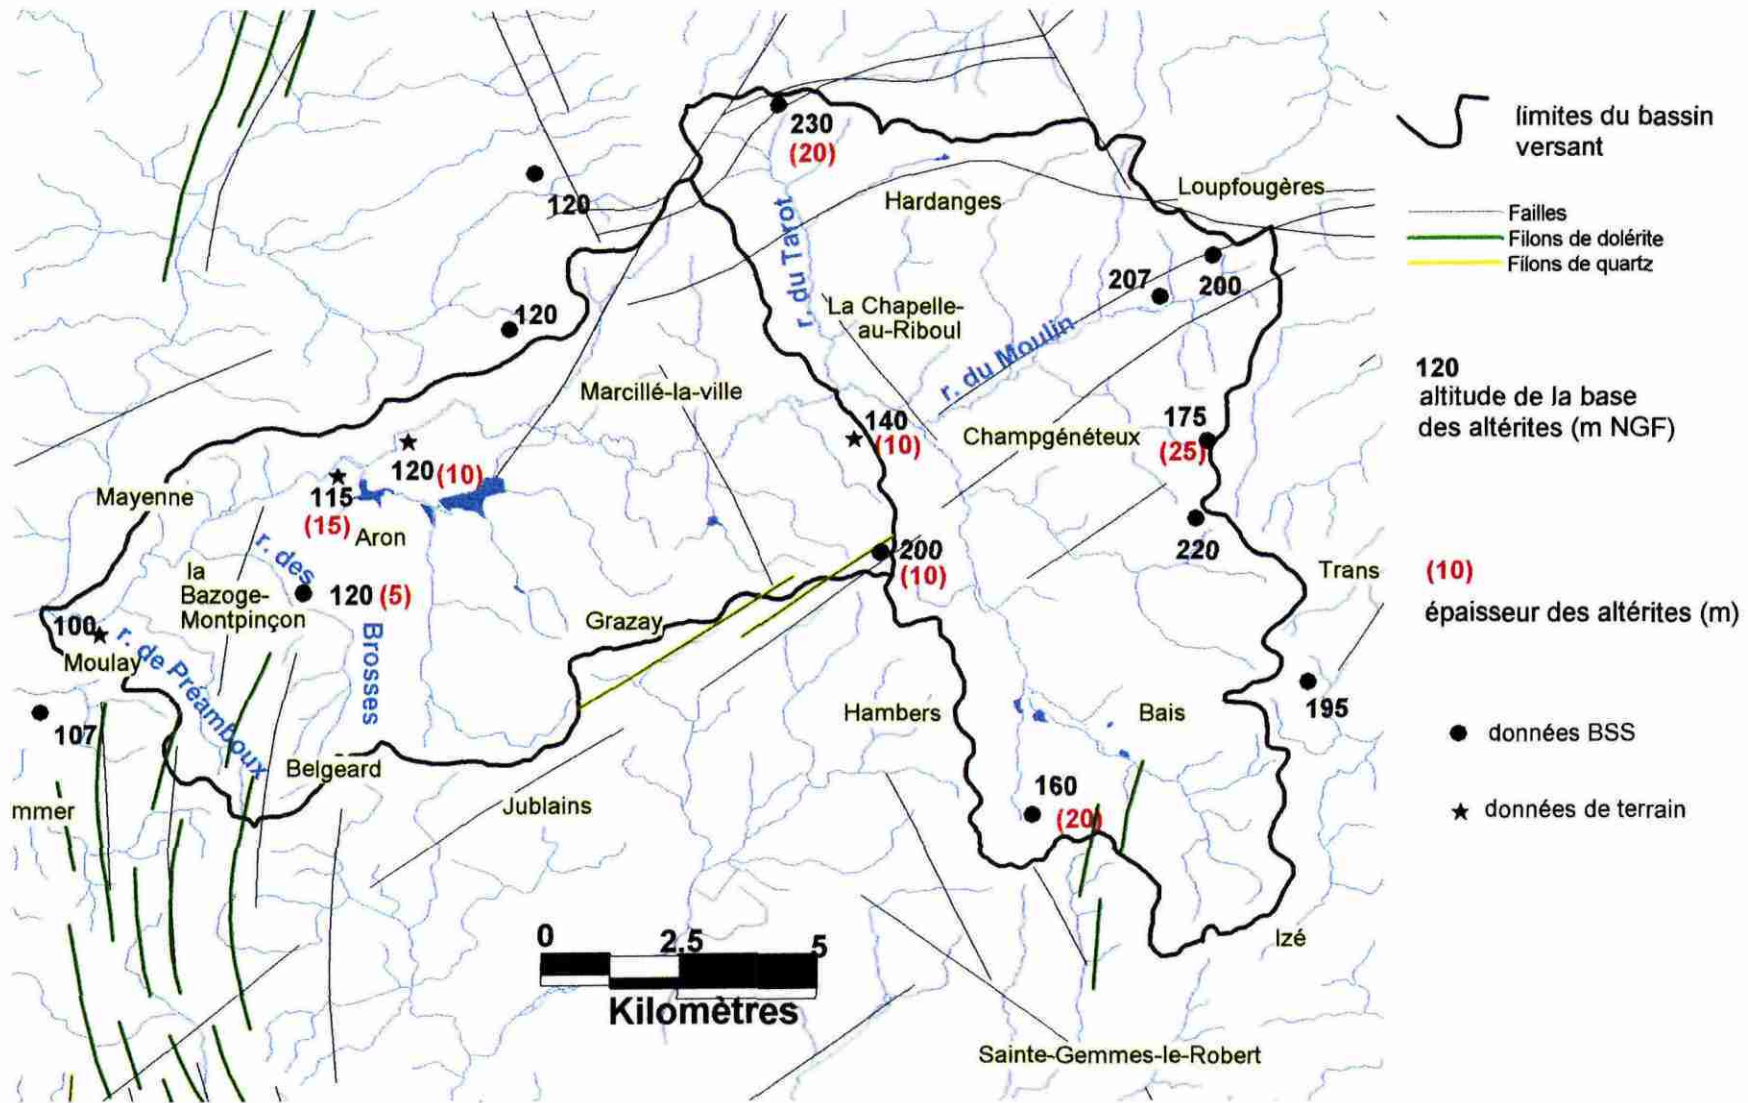 230
(20)
120
Hardanges
Loupfougères
r. du Tarot
207
200
120
La Chapelle-
au-Riboul
r. du Moulin
Marcillé-la-ville
140
(10)
Champgénéteux
175
(25)
120 (10)
115
(15)
Mayenne
Aron
r. des
Brosses
220
200
(10)
la
Bazoge-
Montpinçon
120 (5)
Trans
Grazay
100
Moulay
r. de Préamboux
107
Hambers
Bais
195
Belgeard
mmer
Jublains
160
(20)
Izé
0 2.5 5
Kilomètres
Sainte-Gemmes-le-Robert
limites du bassin
versant
Failles
Filons de dolérite
Filons de quartz
120
altitude de la base
des altérites (m NGF)
(10)
épaisseur des altérites (m)
données BSS
données de terrain